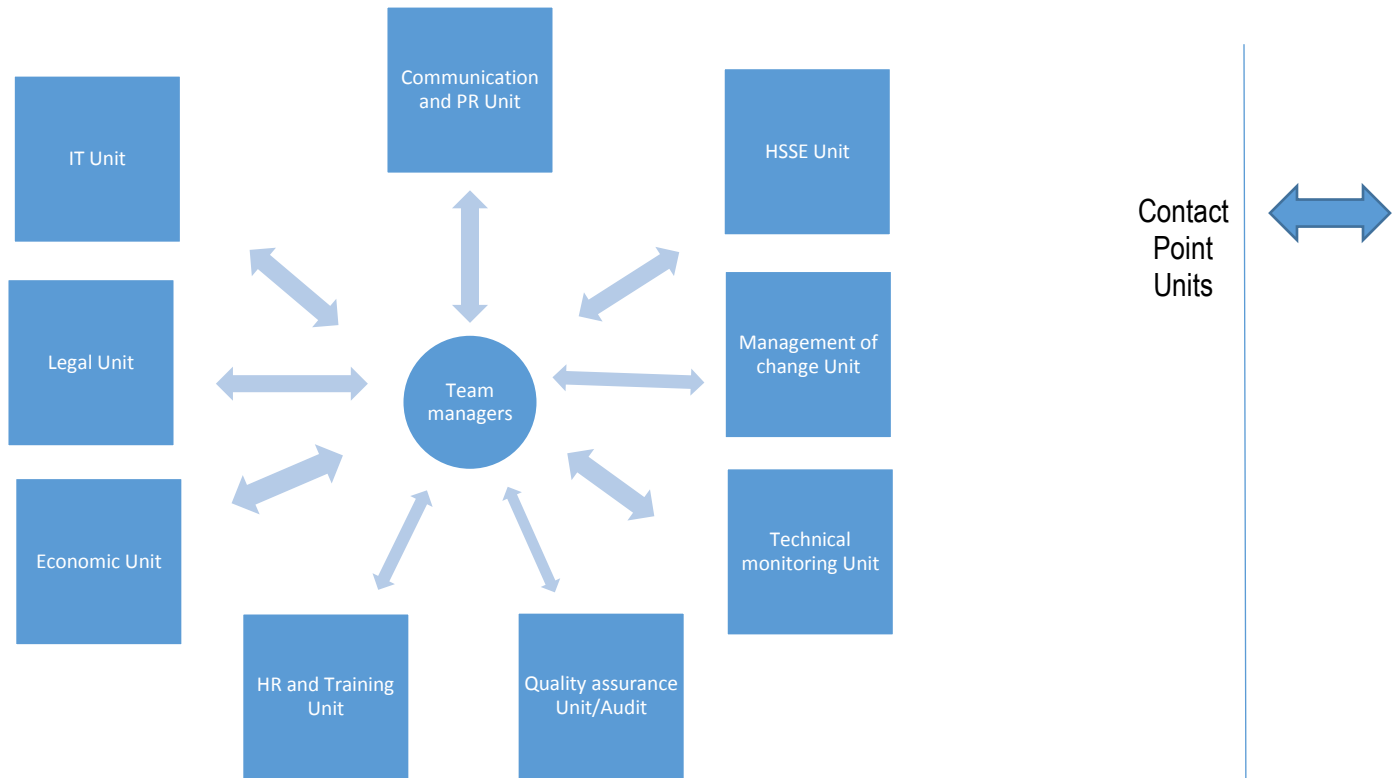 Communication
and PR Unit
IT Unit
HSSE Unit
Contact
Point
Units
Legal Unit
Management of
change Unit
Team
managers
Economic Unit
Technical
monitoring Unit
HR and Training
Unit
Quality assurance
Unit/Audit